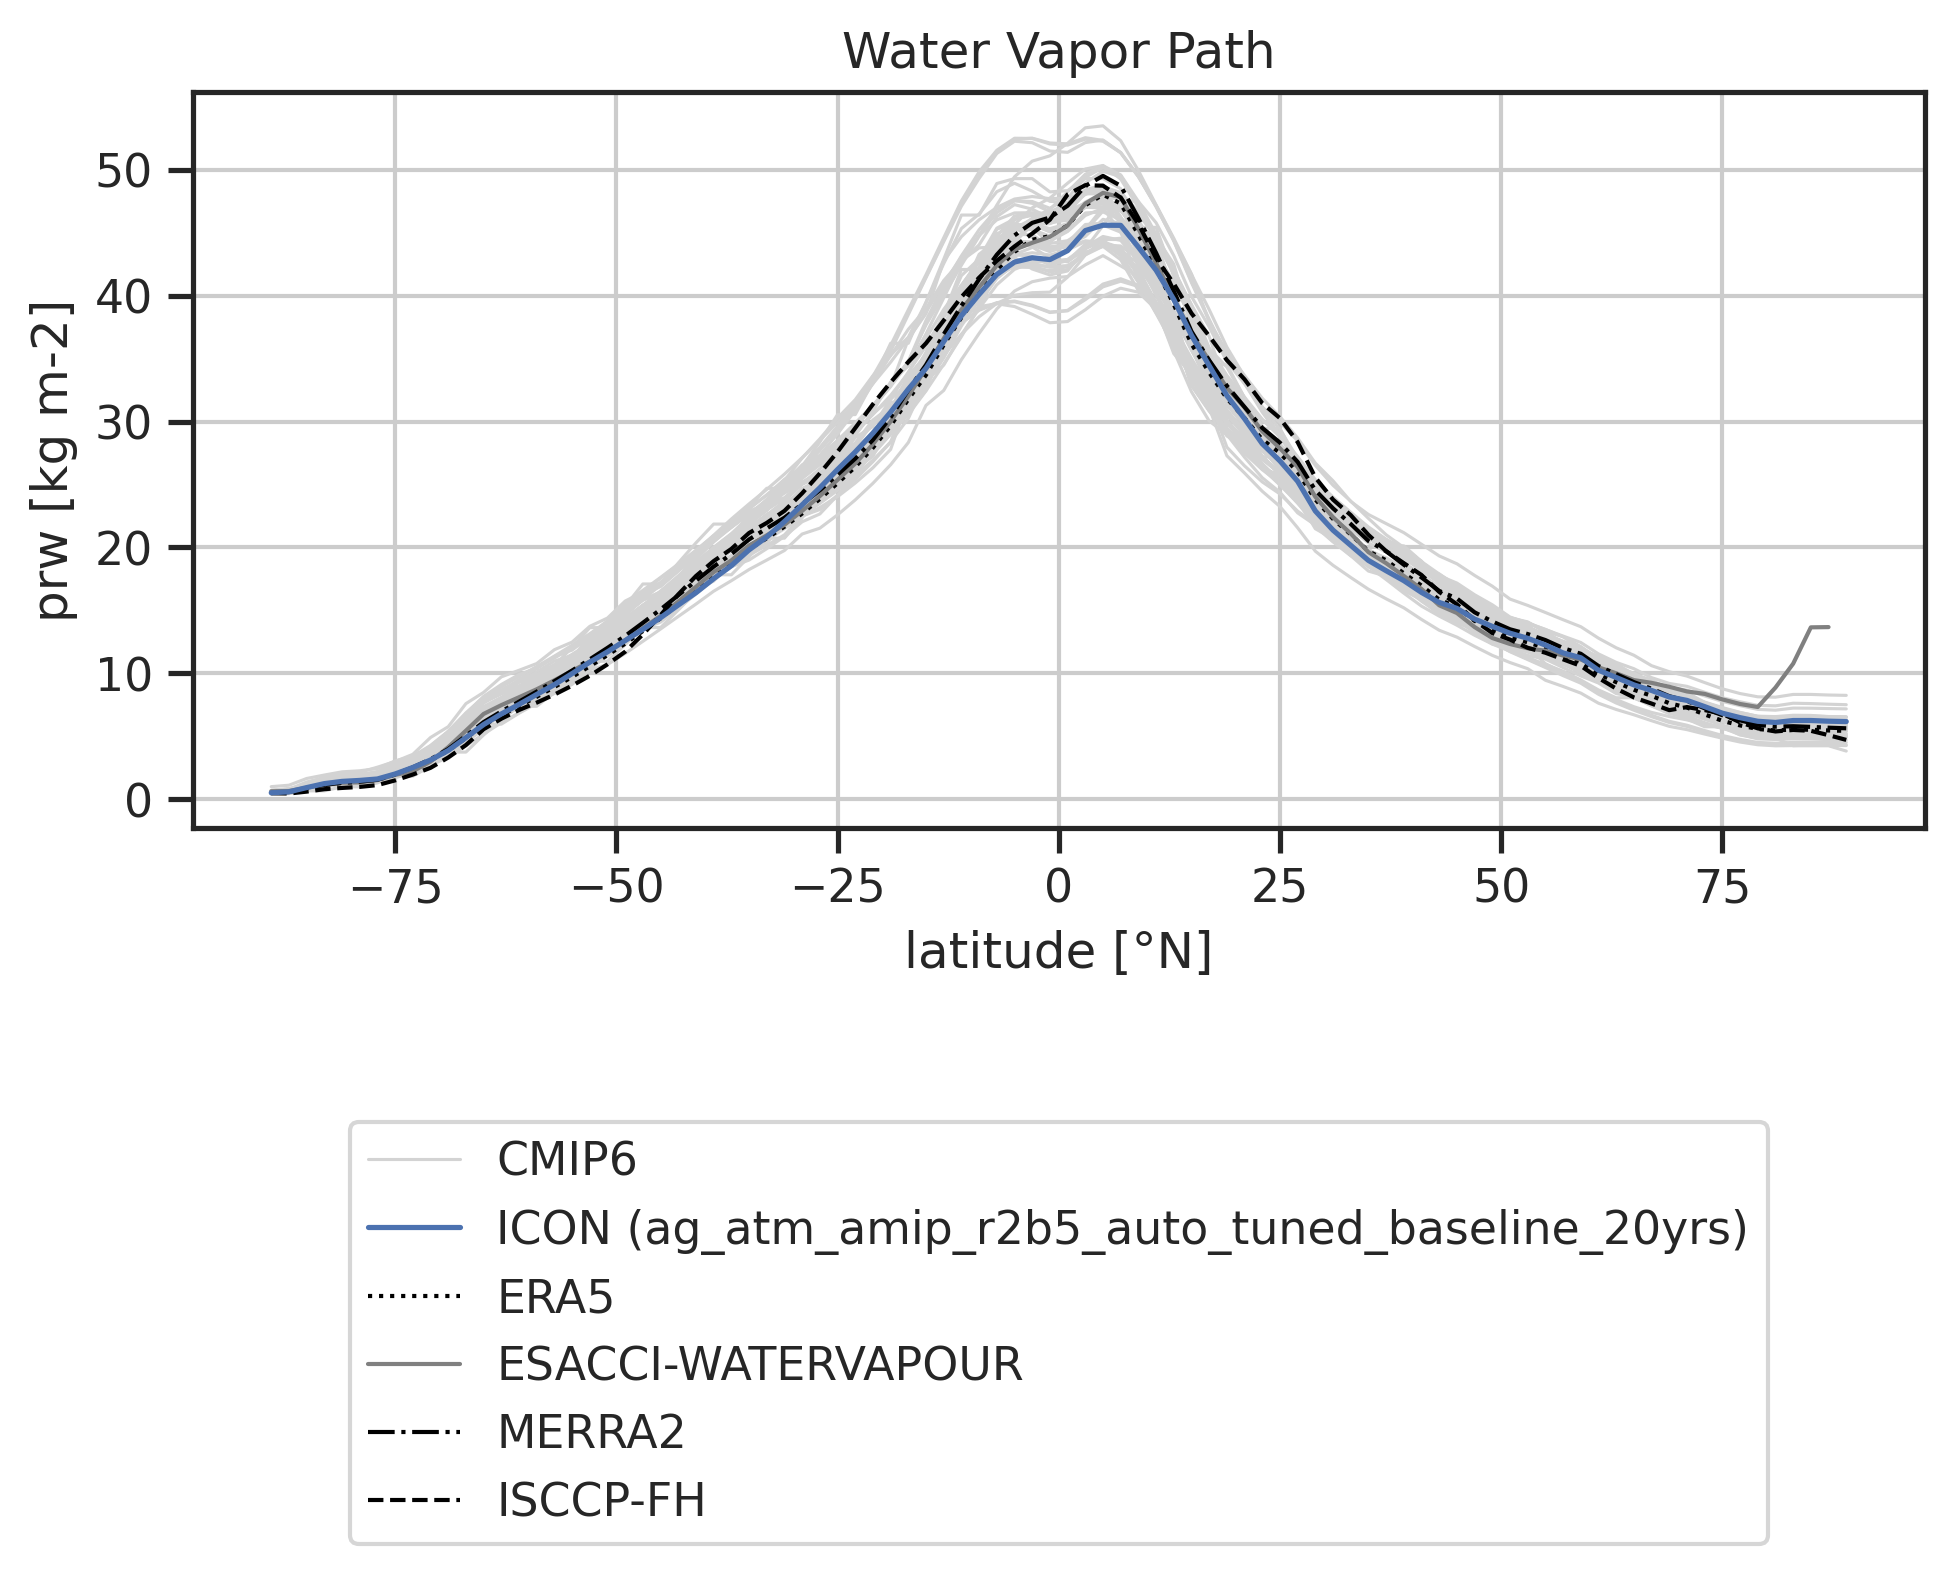 Water Vapor Path
prw [kg m-2]
50
40
30
20
10
0
−75 −50 −25 0 25 50 75
latitude [°N]
CMIP6
ICON (ag_atm_amip_r2b5_auto_tuned_baseline_20yrs)
ERA5
ESACCI-WATERVAPOUR
MERRA2
ISCCP-FH